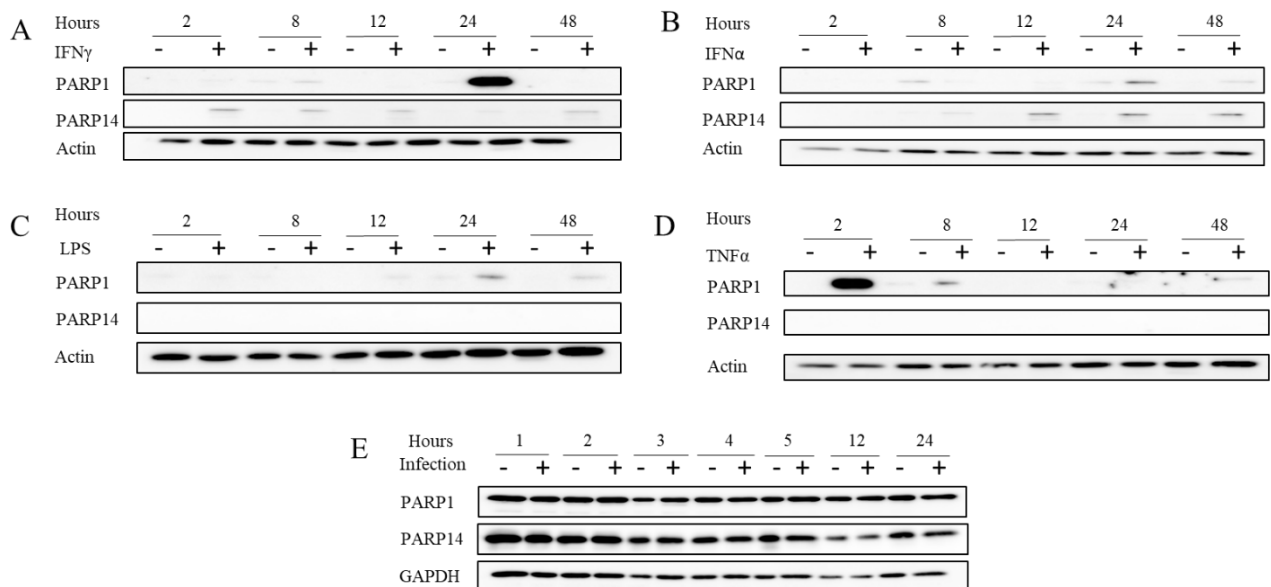 A
Hours 2 8 12 24 48
IFNγ - + - + - + - + - +
PARP1
PARP14
Actin
B
Hours 2 8 12 24 48
IFNα - + - + - + - + - +
PARP1
PARP14
Actin
C
Hours 2 8 12 24 48
LPS - + - + - + - + - +
PARP1
PARP14
Actin
D
Hours 2 8 12 24 48
TNFα - + - + - + - + - +
PARP1
PARP14
Actin
E
Hours 1 2 3 4 5 12 24
Infection - + - + - + - + - + - + - +
PARP1
PARP14
GAPDH